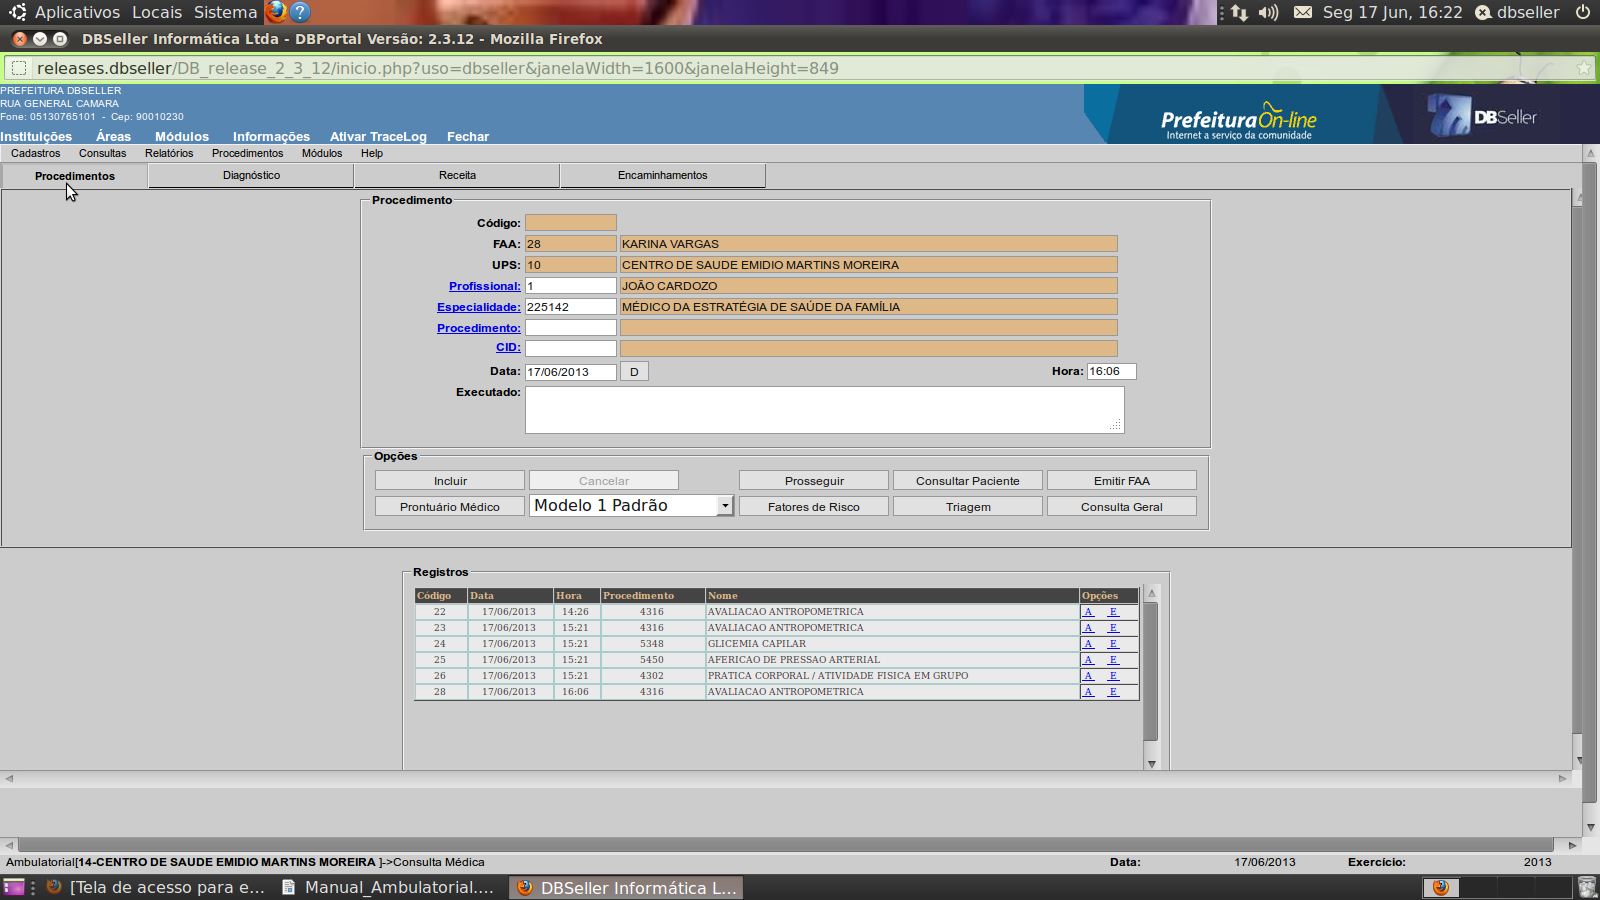 Aplicativos Locais Sistema Seg 17 Jun, 16:22 dbseller
DBSeller Informática Ltda - DBPortal Versão: 2.3.12 - Mozilla Firefox
releases.dbseller/DB_release_2_3_12/inicio.php?uso=dbseller&janelaWidth=1600&janelaHeight=849
PREFEITURA DBSELLER
RUA GENERAL CAMARA
Fone: 05130765101 - Cep: 90010230
Prefeitura On-line
Internet a serviço da comunidade
DBSeller
Instituições Áreas Módulos Informações Ativar TraceLog Fechar
Cadastros Consultas Relatórios Procedimentos Módulos Help
Procedimentos Diagnóstico Receita Encaminhamentos
Procedimento
Código:
FAA: 28 KARINA VARGAS
UPS: 10 CENTRO DE SAUDE EMIDIO MARTINS MOREIRA
Profissional: 1 JOÃO CARDOZO
Especialidade: 225142 MÉDICO DA ESTRATÉGIA DE SAÚDE DA FAMÍLIA
Procedimento:
CID:
Data: 17/06/2013 D Hora: 16:06
Executado:
Opções
Incluir Cancelar Prosseguir Consultar Paciente Emitir FAA
Prontuário Médico Modelo 1 Padrão Fatores de Risco Triagem Consulta Geral
Registros
Código Data Hora Procedimento Nome Opções
22 17/06/2013 14:26 4316 AVALIACAO ANTROPOMETRICA A E
23 17/06/2013 15:21 4316 AVALIACAO ANTROPOMETRICA A E
24 17/06/2013 15:21 5348 GLICEMIA CAPILAR A E
25 17/06/2013 15:21 5450 AFERICAO DE PRESSAO ARTERIAL A E
26 17/06/2013 15:21 4302 PRATICA CORPORAL / ATIVIDADE FISICA EM GRUPO A E
28 17/06/2013 16:06 4316 AVALIACAO ANTROPOMETRICA A E
Ambulatorial[14-CENTRO DE SAUDE EMIDIO MARTINS MOREIRA ]->Consulta Médica Data: 17/06/2013 Exercício: 2013
[Tela de acesso para e... Manual_Ambulatorial.... DBSeller Informática L...